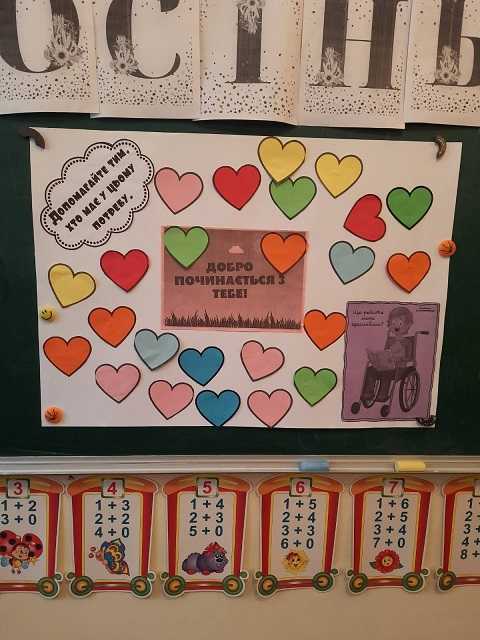 ОСІНЬ
Допомагайте тим,
хто має у цьому
потребу.
ДОБРО
ПОЧИНАЄТЬСЯ З
ТЕБЕ!
3
1 + 2
3 + 0
4
1 + 3
2 + 2
4 + 0
5
1 + 4
2 + 3
5 + 0
6
1 + 5
2 + 4
3 + 3
6 + 0
7
1 + 6
2 + 5
3 + 4
7 + 0